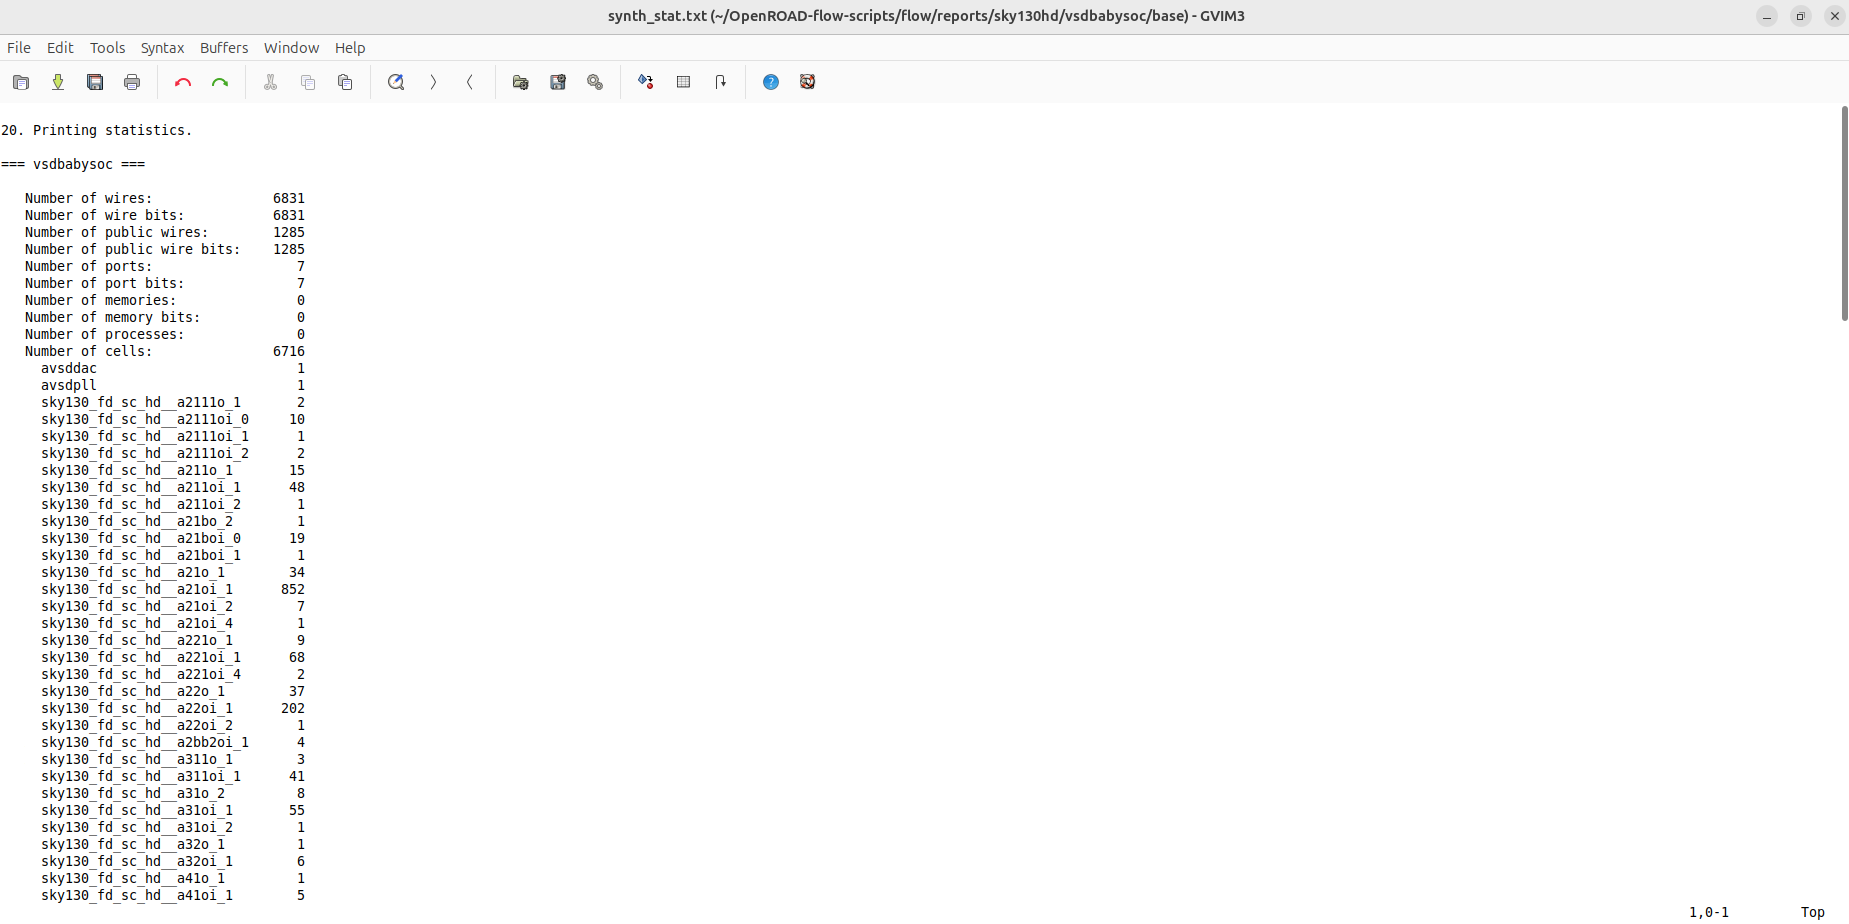 synth_stat.txt (~/OpenROAD-flow-scripts/flow/reports/sky130hd/vsdbabysoc/base) - GVIM3
File Edit Tools Syntax Buffers Window Help
20. Printing statistics.
=== vsdbabysoc ===
Number of wires: 6831
Number of wire bits: 6831
Number of public wires: 1285
Number of public wire bits: 1285
Number of ports: 7
Number of port bits: 7
Number of memories: 0
Number of memory bits: 0
Number of processes: 0
Number of cells: 6716
avsddac 1
avsdpll 1
sky130_fd_sc_hd__a2111o_1 2
sky130_fd_sc_hd__a2111oi_0 10
sky130_fd_sc_hd__a2111oi_1 1
sky130_fd_sc_hd__a2111oi_2 2
sky130_fd_sc_hd__a211o_1 15
sky130_fd_sc_hd__a211oi_1 48
sky130_fd_sc_hd__a211oi_2 1
sky130_fd_sc_hd__a21bo_2 1
sky130_fd_sc_hd__a21boi_0 19
sky130_fd_sc_hd__a21boi_1 1
sky130_fd_sc_hd__a21o_1 34
sky130_fd_sc_hd__a21oi_1 852
sky130_fd_sc_hd__a21oi_2 7
sky130_fd_sc_hd__a21oi_4 1
sky130_fd_sc_hd__a221o_1 9
sky130_fd_sc_hd__a221oi_1 68
sky130_fd_sc_hd__a221oi_4 2
sky130_fd_sc_hd__a22o_1 37
sky130_fd_sc_hd__a22oi_1 202
sky130_fd_sc_hd__a22oi_2 1
sky130_fd_sc_hd__a2bb2oi_1 4
sky130_fd_sc_hd__a311o_1 3
sky130_fd_sc_hd__a311oi_1 41
sky130_fd_sc_hd__a31o_2 8
sky130_fd_sc_hd__a31oi_1 55
sky130_fd_sc_hd__a31oi_2 1
sky130_fd_sc_hd__a32o_1 1
sky130_fd_sc_hd__a32oi_1 6
sky130_fd_sc_hd__a41o_1 1
sky130_fd_sc_hd__a41oi_1 5
1,0-1 Top